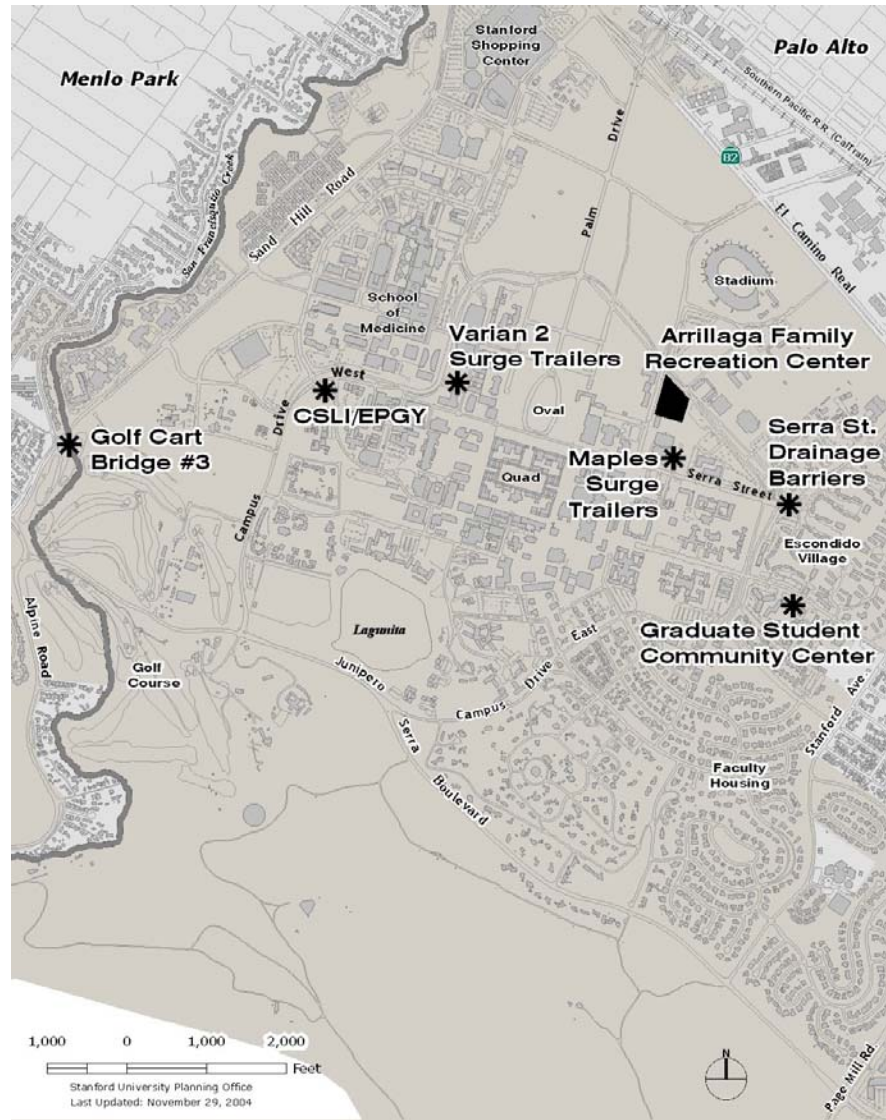 Stanford
Shopping
Center
Palo Alto
Menlo Park
Southern Pacific R.R. (CalTrain)
82
El Camino Real
Palm Drive
San Francisquito Creek
Sand Hill Road
Stadium
School
of
Medicine
Varian 2
Surge Trailers
Arrillaga Family
Recreation Center
West
CSLI/EPGY
Oval
Golf Cart
Bridge #3
Campus Drive
Quad
Maples
Surge
Trailers
Serra St.
Drainage
Barriers
Serra Street
Escondido
Village
Alpine Road
Lagunita
Graduate Student
Community Center
Golf
Course
Junipero
Serra
Boulevard
Campus Drive East
Stanford Ave.
Faculty
Housing
1,000 0 1,000 2,000
Feet
Stanford University Planning Office
Last Updated: November 29, 2004
N
Page Mill Rd.